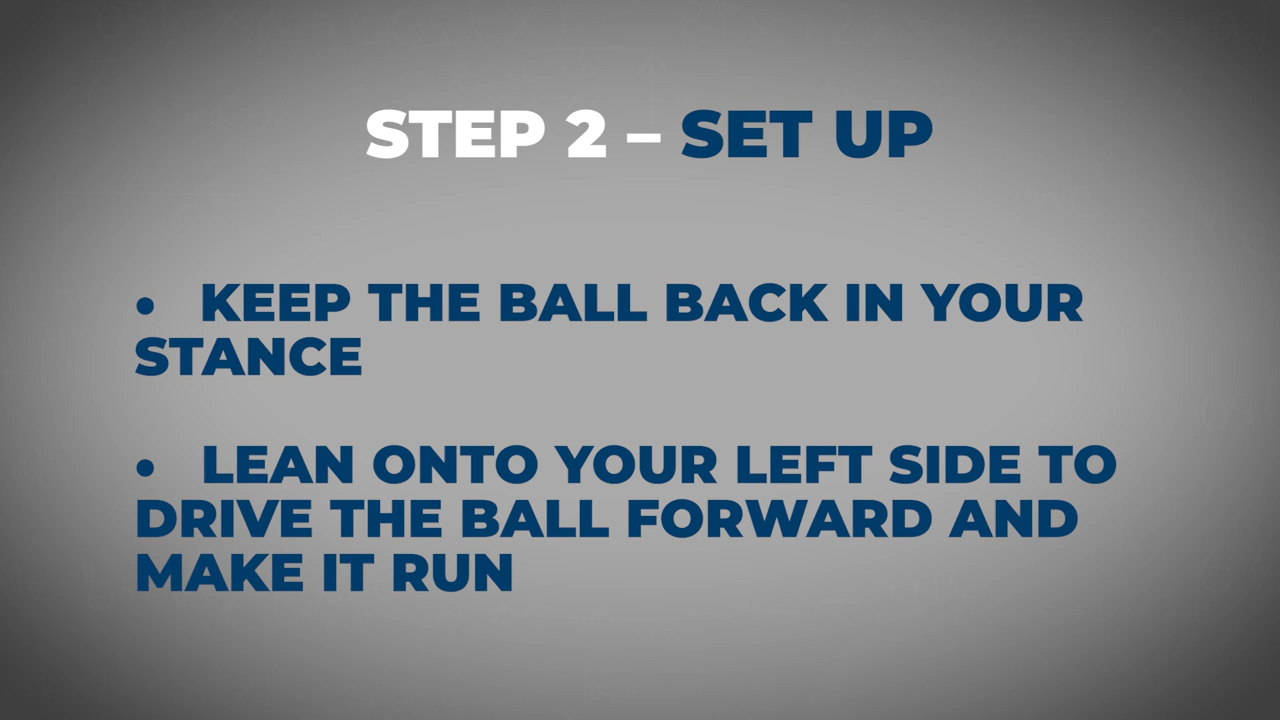 STEP 2 – SET UP
• KEEP THE BALL BACK IN YOUR
STANCE
• LEAN ONTO YOUR LEFT SIDE TO
DRIVE THE BALL FORWARD AND
MAKE IT RUN